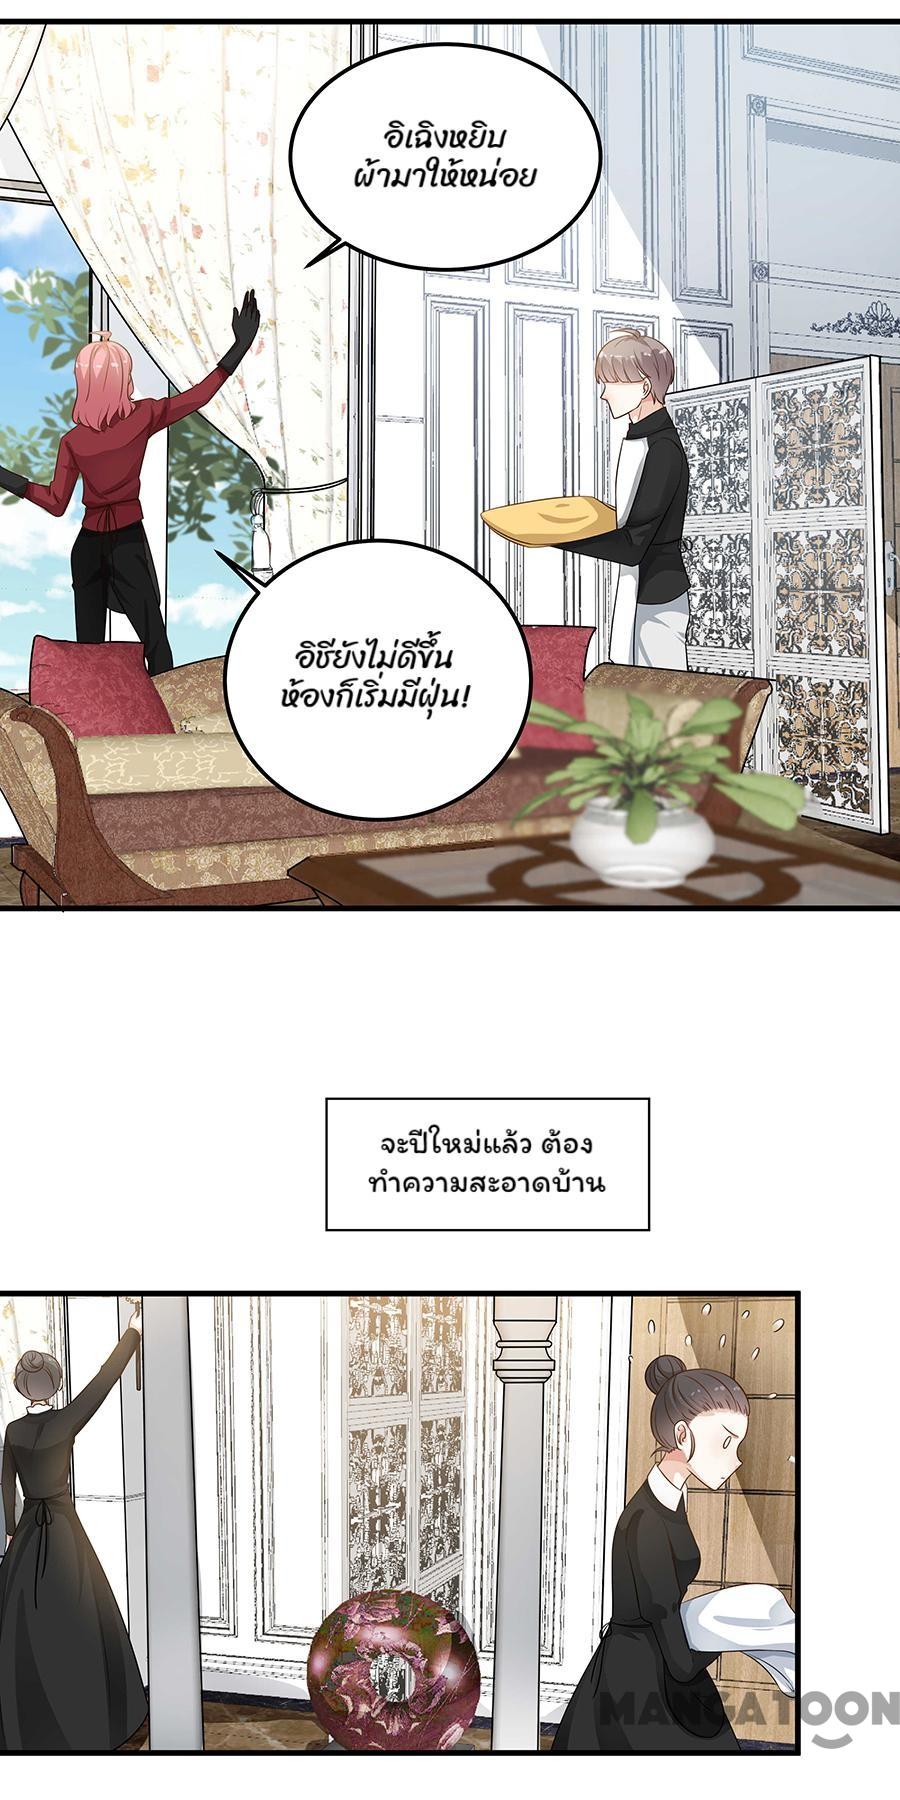 อิเฉิงหยิบ
ผ้ามาให้หน่อย
อิชียังไม่ดีขึ้น
ห้องก็เริ่มมีฝุ่น!
จะปีใหม่แล้ว ต้อง
ทำความสะอาดบ้าน
MANGATOON